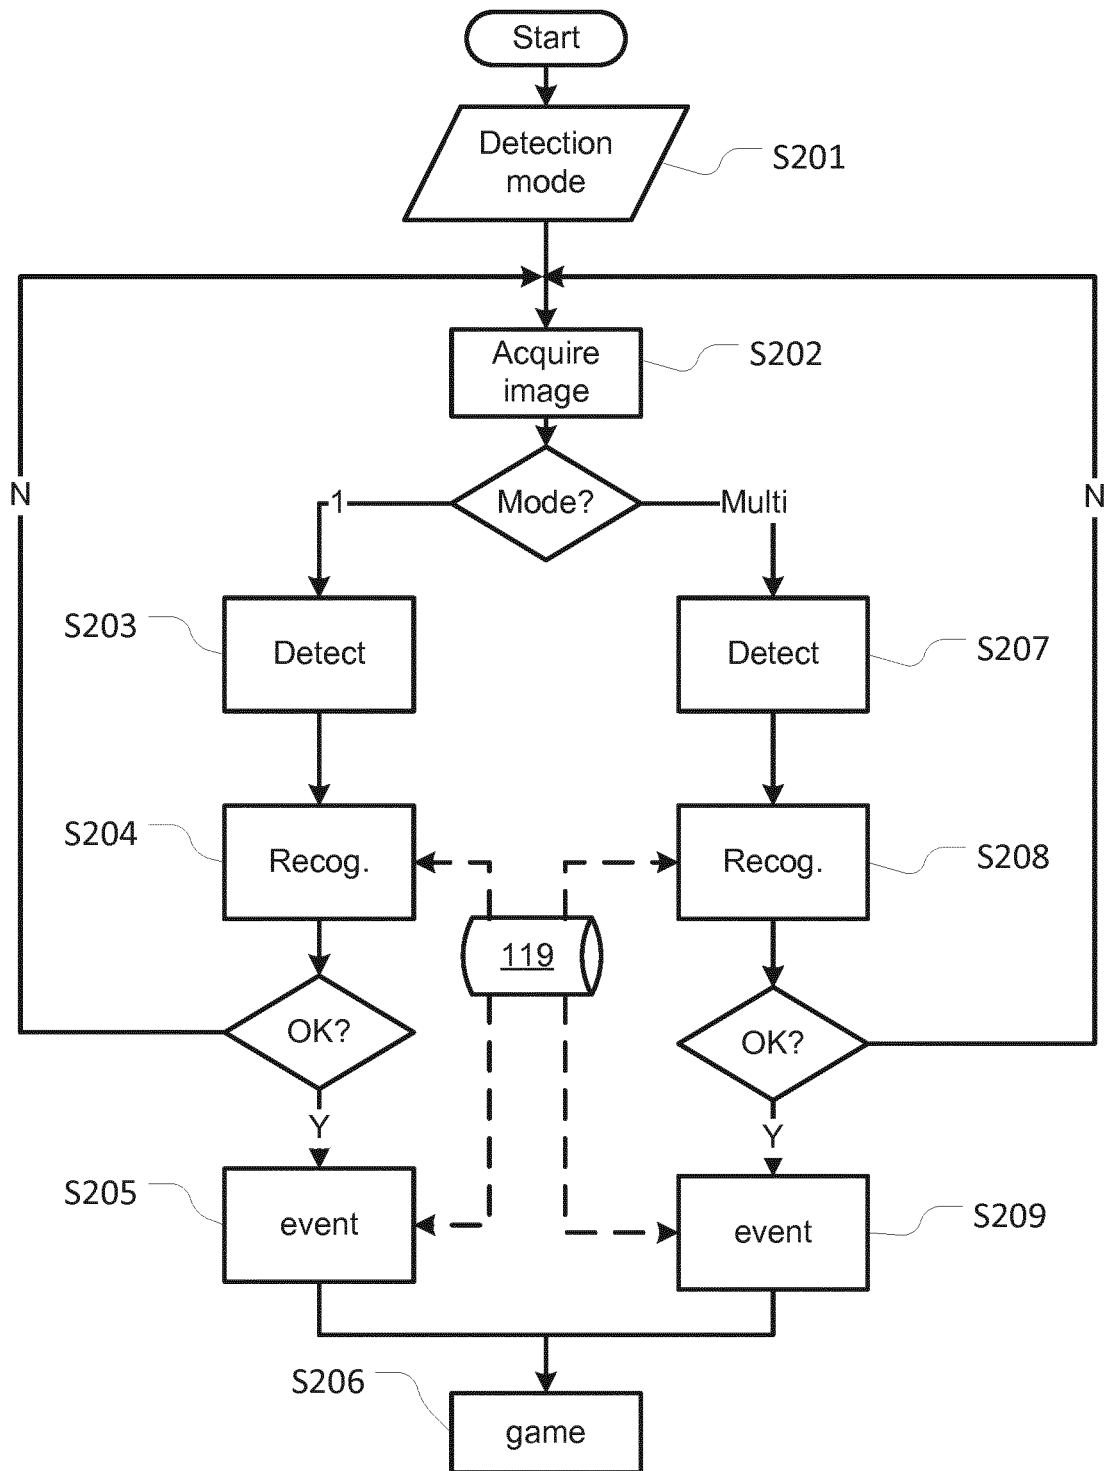 Start
Detection
mode
S201
Acquire
image
S202
N
1
Mode?
Multi
N
S203
Detect
Detect
S207
S204
Recog.
Recog.
S208
119
OK?
OK?
Y
Y
S205
event
event
S209
S206
game